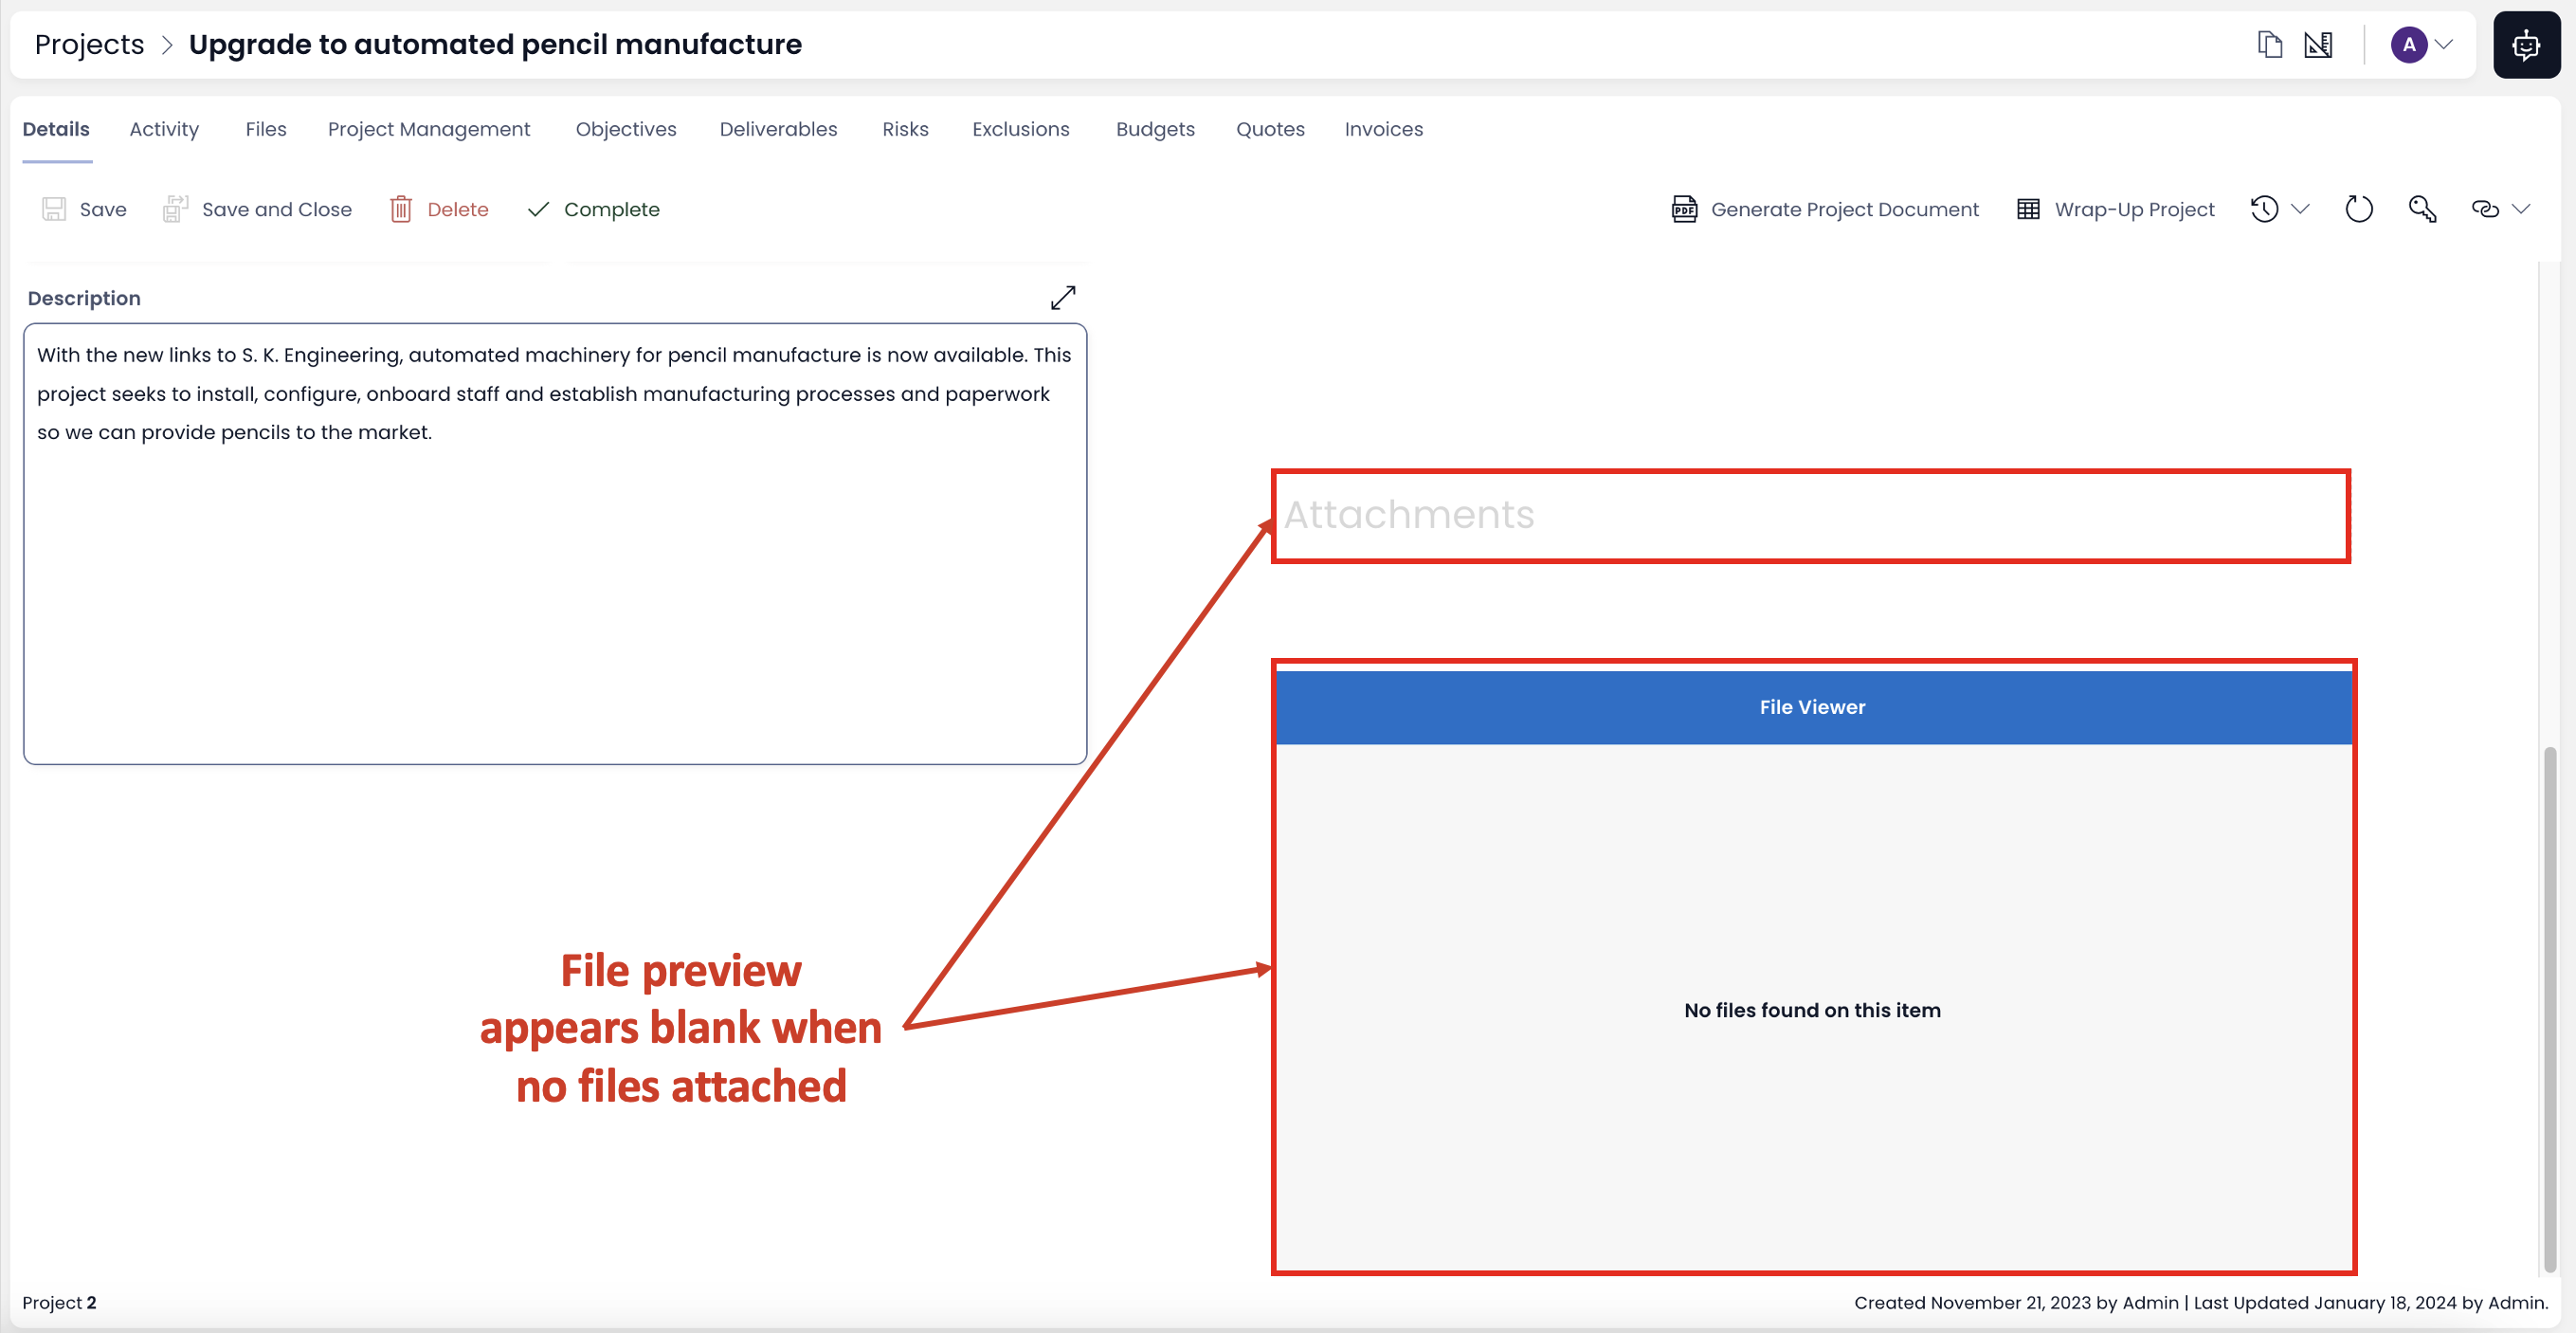 Projects > Upgrade to automated pencil manufacture
A
Details Activity Files Project Management Objectives Deliverables Risks Exclusions Budgets Quotes Invoices
Save Save and Close Delete Complete PDF Generate Project Document Wrap-Up Project
Description
With the new links to S. K. Engineering, automated machinery for pencil manufacture is now available. This
project seeks to install, configure, onboard staff and establish manufacturing processes and paperwork
so we can provide pencils to the market.
Attachments
File Viewer
No files found on this item
File preview
appears blank when
no files attached
Project 2
Created November 21, 2023 by Admin | Last Updated January 18, 2024 by Admin.